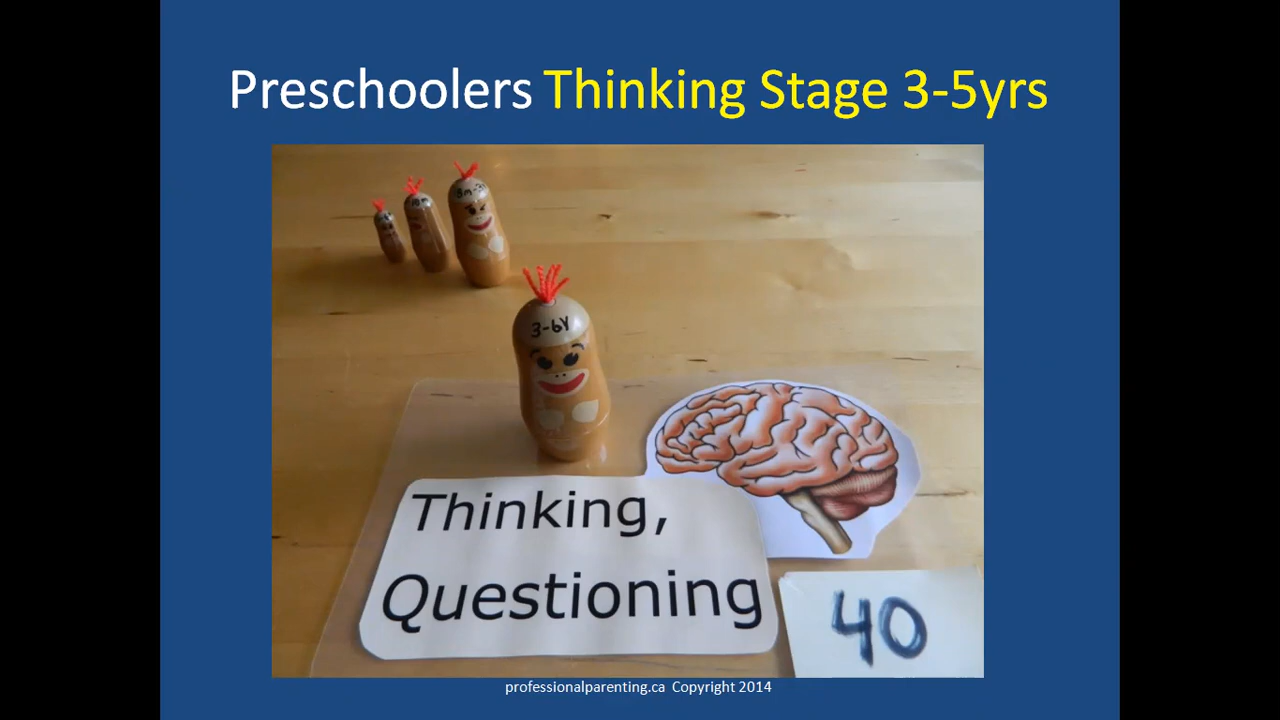 Preschoolers Thinking Stage 3-5yrs
3-6Y
Thinking,
Questioning
40
professionalparenting.ca Copyright 2014